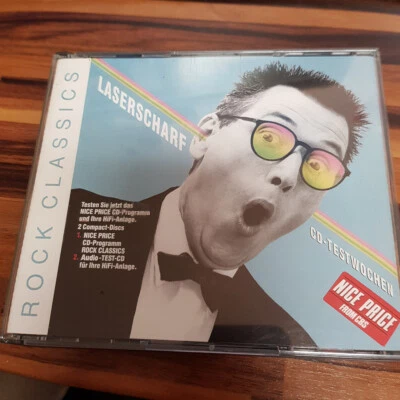 ROCK CLASSICS
LASERSCHARF
Testen Sie jetzt das
NICE PRICE CD-Programm
und Ihre HiFi-Anlage.
2 Compact-Discs
1. NICE PRICE
CD-Programm
ROCK CLASSICS
2. Audio-TEST-CD
für Ihre HiFi-Anlage.
CD-TESTWOCHEN
NICE PRICE
FROM CBS